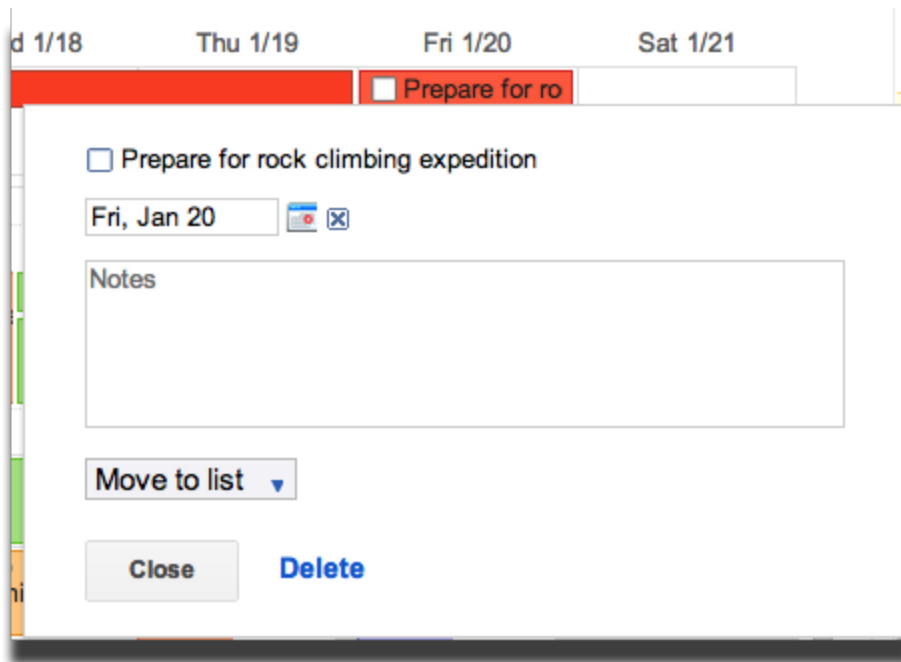 d 1/18 Thu 1/19 Fri 1/20 Sat 1/21
Prepare for ro
Prepare for rock climbing expedition
Fri, Jan 20
Notes
Move to list
Close Delete